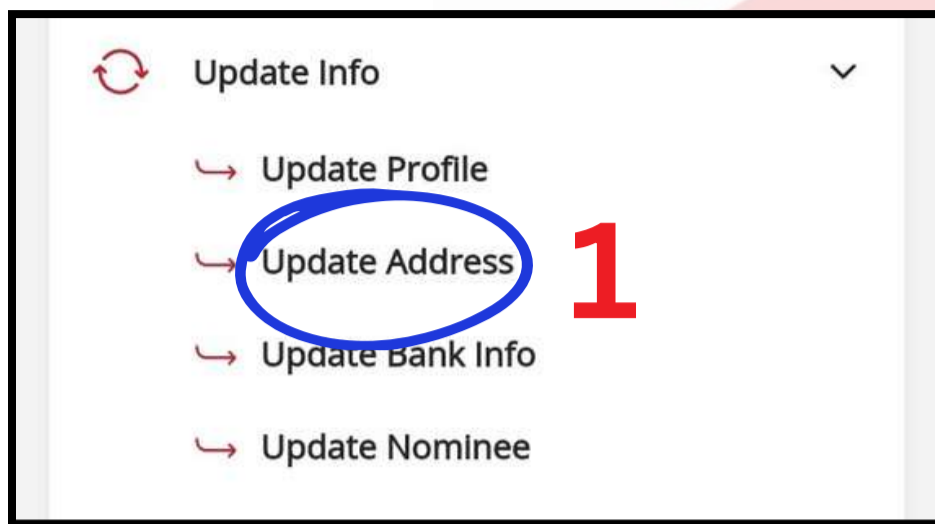 Update Info
Update Profile
Update Address
1
Update Bank Info
Update Nominee